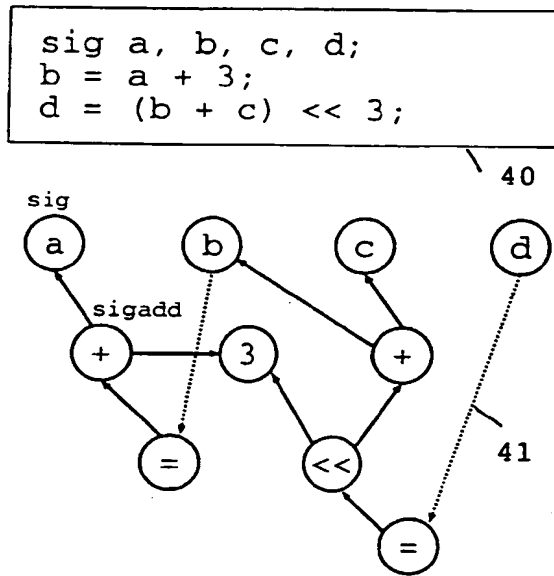 sig a, b, c, d;
b = a + 3;
d = (b + c) << 3;
40
sig
a b c d
sigadd
+ 3 +
= <<
41
=